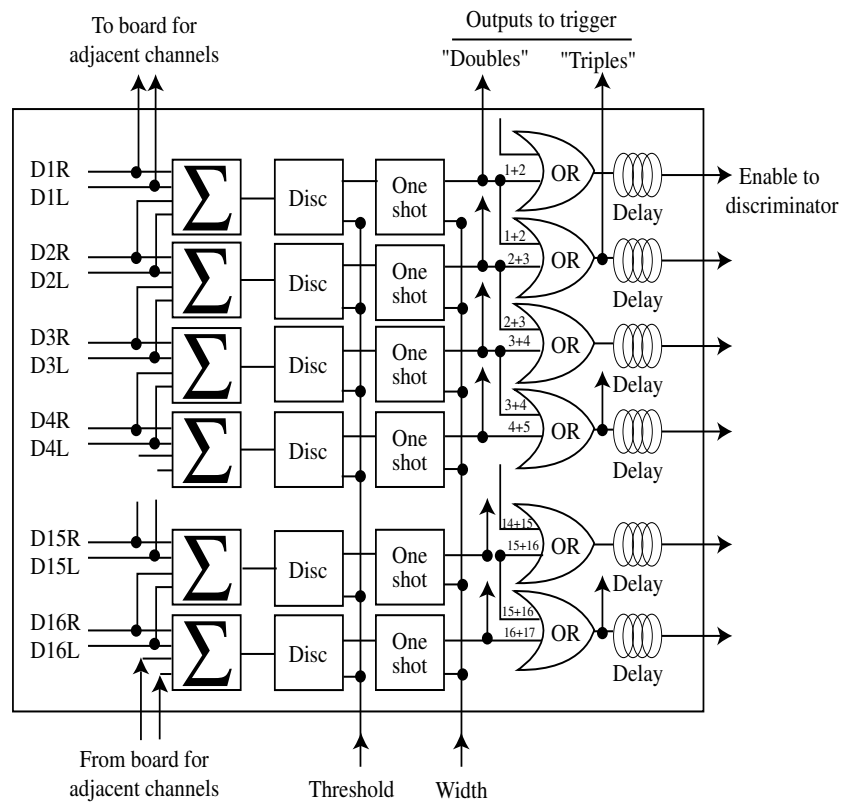 To board for
adjacent channels
Outputs to trigger
"Doubles" "Triples"
D1R
D1L
Σ
Disc
One
shot
1+2
OR
Delay
Enable to
discriminator
D2R
D2L
Σ
Disc
One
shot
1+2
2+3
OR
Delay
D3R
D3L
Σ
Disc
One
shot
2+3
3+4
OR
Delay
D4R
D4L
Σ
Disc
One
shot
3+4
4+5
OR
Delay
D15R
D15L
Σ
Disc
One
shot
14+15
15+16
OR
Delay
D16R
D16L
Σ
Disc
One
shot
15+16
16+17
OR
Delay
From board for
adjacent channels
Threshold
Width